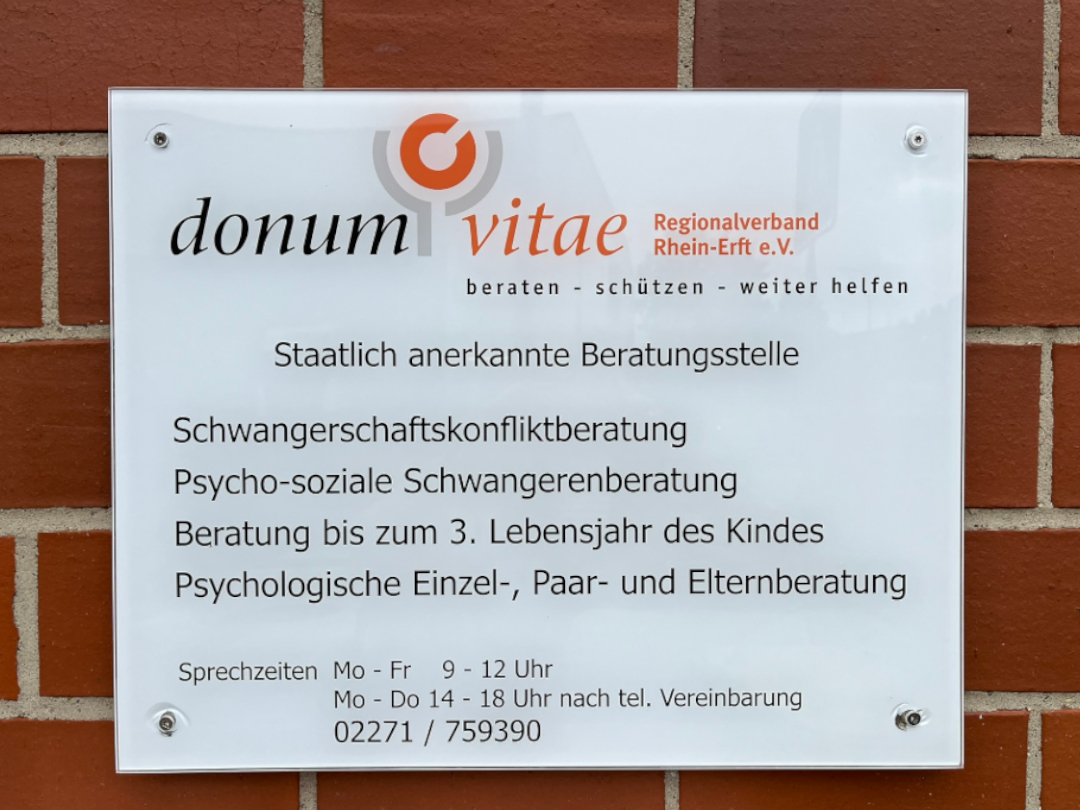 donum vitae Regionalverband
Rhein-Erft e.V.
beraten - schützen - weiter helfen
Staatlich anerkannte Beratungsstelle
Schwangerschaftskonfliktberatung
Psycho-soziale Schwangerenberatung
Beratung bis zum 3. Lebensjahr des Kindes
Psychologische Einzel-, Paar- und Elternberatung
Sprechzeiten Mo - Fr 9 - 12 Uhr
Mo - Do 14 - 18 Uhr nach tel. Vereinbarung
02271 / 759390